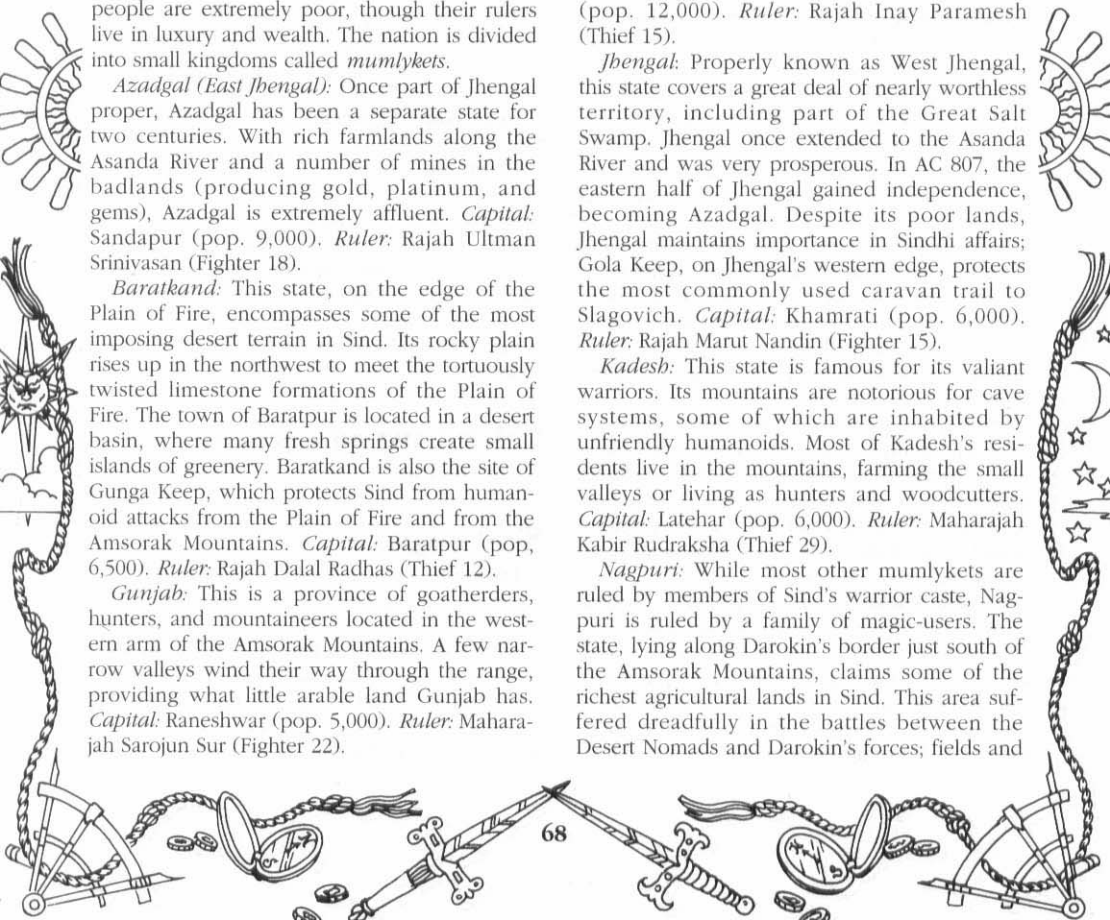 people are extremely poor, though their rulers
live in luxury and wealth. The nation is divided
into small kingdoms called mumlykets.
Azadgal (East Jhengal): Once part of Jhengal
proper, Azadgal has been a separate state for
two centuries. With rich farmlands along the
Asanda River and a number of mines in the
badlands (producing gold, platinum, and
gems), Azadgal is extremely affluent. Capital:
Sandapur (pop. 9,000). Ruler: Rajah Ultman
Srinivasan (Fighter 18).
Baratkand: This state, on the edge of the
Plain of Fire, encompasses some of the most
imposing desert terrain in Sind. Its rocky plain
rises up in the northwest to meet the tortuously
twisted limestone formations of the Plain of
Fire. The town of Baratpur is located in a desert
basin, where many fresh springs create small
islands of greenery. Baratkand is also the site of
Gunga Keep, which protects Sind from human-
oid attacks from the Plain of Fire and from the
Amsorak Mountains. Capital: Baratpur (pop,
6,500). Ruler: Rajah Dalal Radhas (Thief 12).
Gunjab: This is a province of goatherders,
hunters, and mountaineers located in the west-
ern arm of the Amsorak Mountains. A few nar-
row valleys wind their way through the range,
providing what little arable land Gunjab has.
Capital: Raneshwar (pop. 5,000). Ruler: Mahara-
jah Sarojun Sur (Fighter 22).
(pop. 12,000). Ruler: Rajah Inay Paramesh
(Thief 15).
Jhengal: Properly known as West Jhengal,
this state covers a great deal of nearly worthless
territory, including part of the Great Salt
Swamp. Jhengal once extended to the Asanda
River and was very prosperous. In AC 807, the
eastern half of Jhengal gained independence,
becoming Azadgal. Despite its poor lands,
Jhengal maintains importance in Sindhi affairs;
Gola Keep, on Jhengal's western edge, protects
the most commonly used caravan trail to
Slagovich. Capital: Khamrati (pop. 6,000).
Ruler: Rajah Marut Nandin (Fighter 15).
Kadesh: This state is famous for its valiant
warriors. Its mountains are notorious for cave
systems, some of which are inhabited by
unfriendly humanoids. Most of Kadesh's resi-
dents live in the mountains, farming the small
valleys or living as hunters and woodcutters.
Capital: Latehar (pop. 6,000). Ruler: Maharajah
Kabir Rudraksha (Thief 29).
Nagpuri: While most other mumlykets are
ruled by members of Sind's warrior caste, Nag-
puri is ruled by a family of magic-users. The
state, lying along Darokin's border just south of
the Amsorak Mountains, claims some of the
richest agricultural lands in Sind. This area suf-
fered dreadfully in the battles between the
Desert Nomads and Darokin's forces; fields and
68